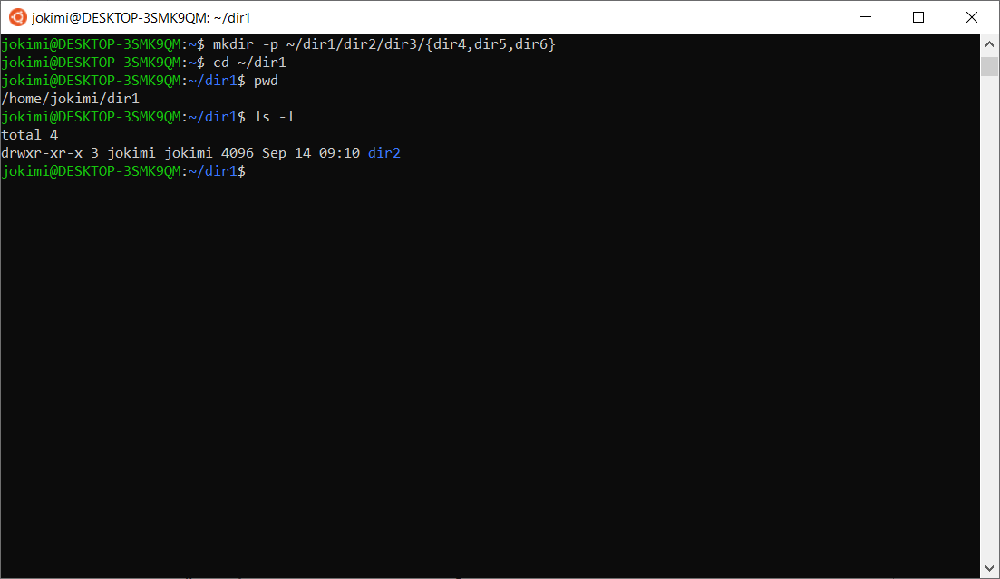 jokimi@DESKTOP-3SMK9QM: ~/dir1
jokimi@DESKTOP-3SMK9QM:~$ mkdir -p ~/dir1/dir2/dir3/{dir4,dir5,dir6}
jokimi@DESKTOP-3SMK9QM:~$ cd ~/dir1
jokimi@DESKTOP-3SMK9QM:~/dir1$ pwd
/home/jokimi/dir1
jokimi@DESKTOP-3SMK9QM:~/dir1$ ls -l
total 4
drwxr-xr-x 3 jokimi jokimi 4096 Sep 14 09:10 dir2
jokimi@DESKTOP-3SMK9QM:~/dir1$